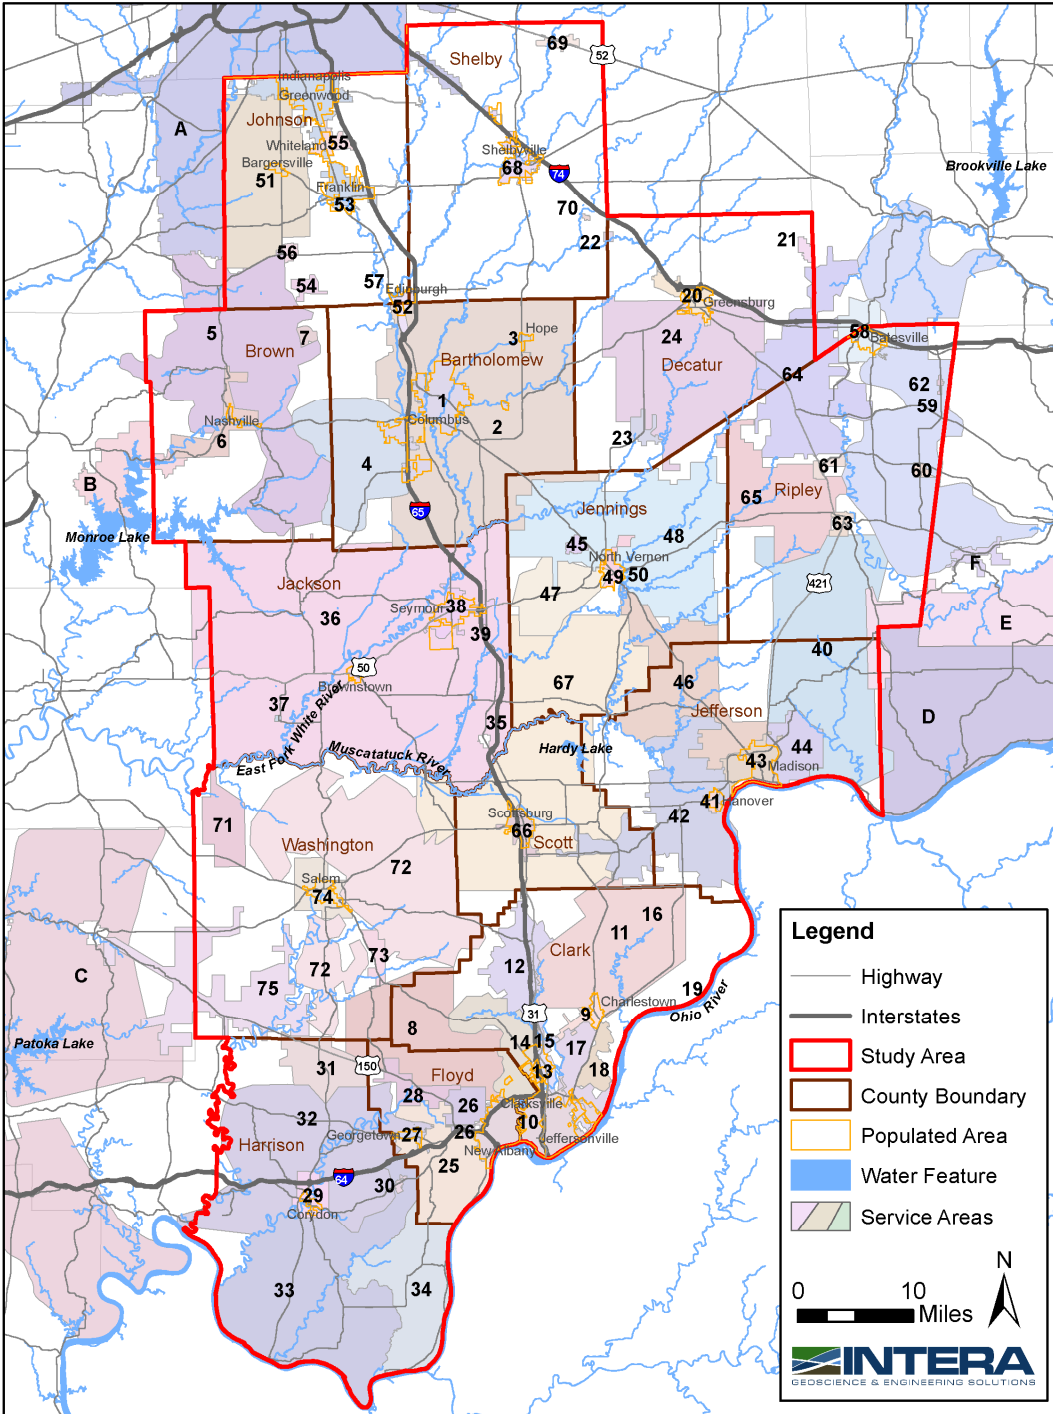 69
52
Shelby
Indianapolis
Greenwood
Johnson
A
Whiteland
55
Shelbyville
Bargersville
68
74
Brookville Lake
51
Franklin
53
70
22
21
56
54
57
Edinburgh
52
20
Greensburg
5
7
Brown
3
Hope
Bartholomew
24
Decatur
58
Batesville
64
62
59
1
Columbus
2
Nashville
6
23
4
61
60
B
65
65
Ripley
Jennings
63
Monroe Lake
45
48
North Vernon
F
Jackson
49
50
421
47
36
Seymour
38
39
E
40
50
Brownstown
67
46
37
Jefferson
35
D
East Fork White River
Muscatatuck River
Hardy Lake
44
43
Madison
41
Hanover
42
71
Scottsburg
66
Scott
Washington
72
Salem
74
16
11
Clark
12
73
72
C
75
19
Ohio River
Charlestown
9
31
8
14
15
17
Patoka Lake
150
31
13
18
Floyd
28
26
32
Clarksville
10
Georgetown
27
26
Jeffersonville
Harrison
New Albany
25
64
30
29
Corydon
33
34
Legend
Highway
Interstates
Study Area
County Boundary
Populated Area
Water Feature
Service Areas
N
0
10
Miles
INTERA
GEOSCIENCE & ENGINEERING SOLUTIONS